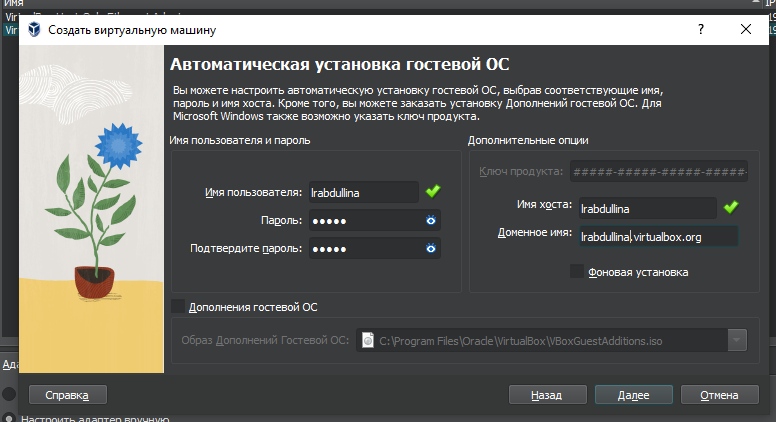 Имя
IP
Создать виртуальную машину
?
Автоматическая установка гостевой ОС
Вы можете настроить автоматическую установку гостевой ОС, выбрав соответствующие имя,
пароль и имя хоста. Кроме того, вы можете заказать установку Дополнений гостевой ОС. Для
Microsoft Windows также возможно указать ключ продукта.
Имя пользователя и пароль
Имя пользователя: lrabdullina
Пароль: •••••
Подтвердите пароль: •••••
Дополнительные опции
Ключ продукта: #####-#####-#####-#####-
Имя хоста: lrabdullina
Доменное имя: lrabdullina.virtualbox.org
Фоновая установка
Дополнения гостевой ОС
Образ Дополнений Гостевой ОС: C:\Program Files\Oracle\VirtualBox\VBoxGuestAdditions.iso
Справка
Назад
Далее
Отмена
Настроить адаптер вручную